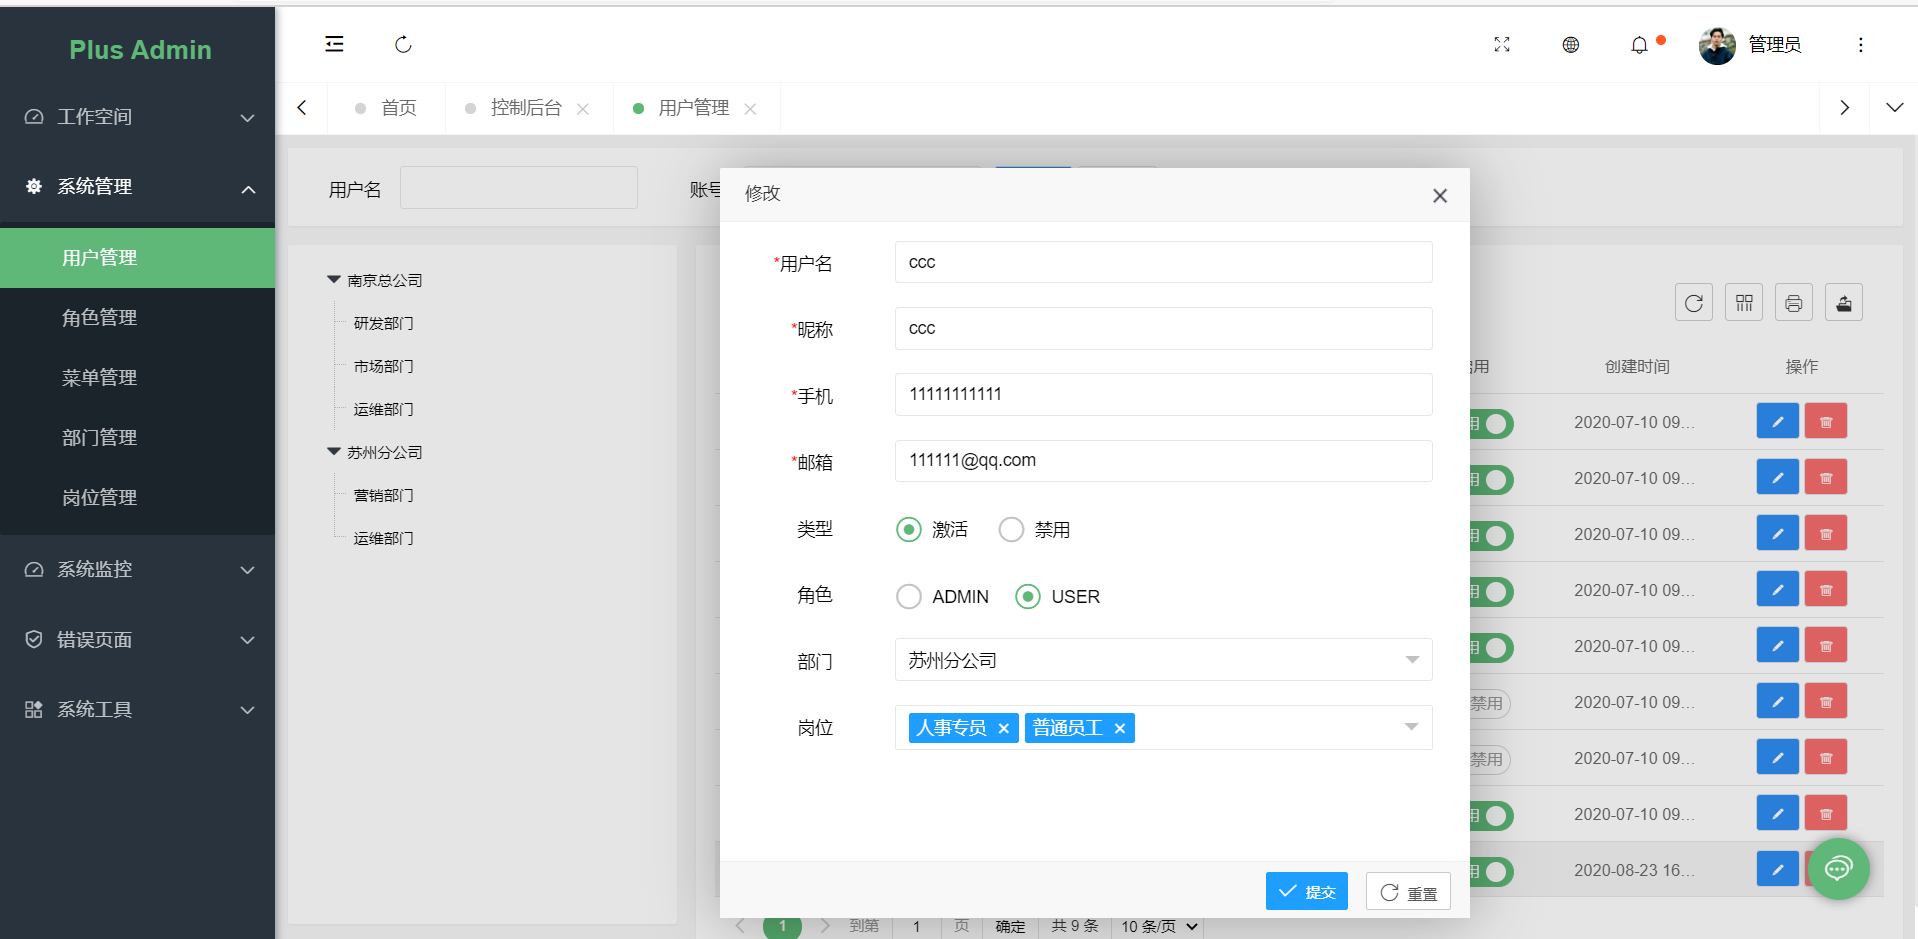 Plus Admin
管理员
工作空间
系统管理
用户管理
角色管理
菜单管理
部门管理
岗位管理
系统监控
错误页面
系统工具
首页
控制后台
用户管理
用户名
账号
南京总公司
研发部门
市场部门
运维部门
苏州分公司
营销部门
运维部门
修改
*用户名 ccc
*昵称 ccc
*手机 11111111111
*邮箱 111111@qq.com
类型 激活 禁用
角色 ADMIN USER
部门 苏州分公司
岗位 人事专员 普通员工
提交 重置
用 创建时间 操作
用 2020-07-10 09...
用 2020-07-10 09...
用 2020-07-10 09...
用 2020-07-10 09...
用 2020-07-10 09...
禁用 2020-07-10 09...
禁用 2020-07-10 09...
用 2020-07-10 09...
用 2020-08-23 16...
1 到第 1 页 确定 共 9 条 10 条/页